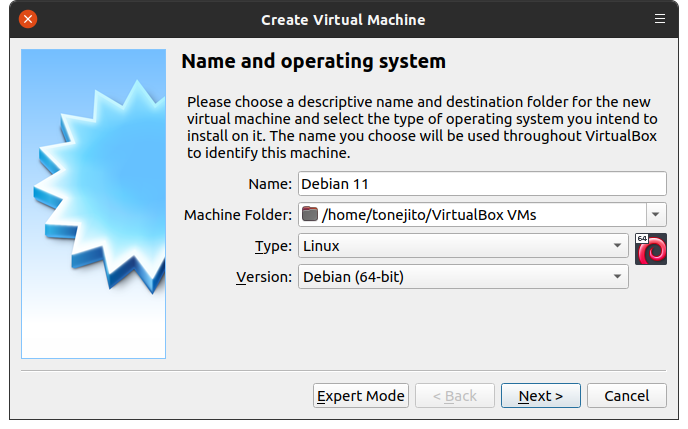 Create Virtual Machine
Name and operating system
Please choose a descriptive name and destination folder for the new
virtual machine and select the type of operating system you intend to
install on it. The name you choose will be used throughout VirtualBox
to identify this machine.
Name: Debian 11
Machine Folder: /home/tonejito/VirtualBox VMs
Type: Linux
64
Version: Debian (64-bit)
Expert Mode < Back Next > Cancel